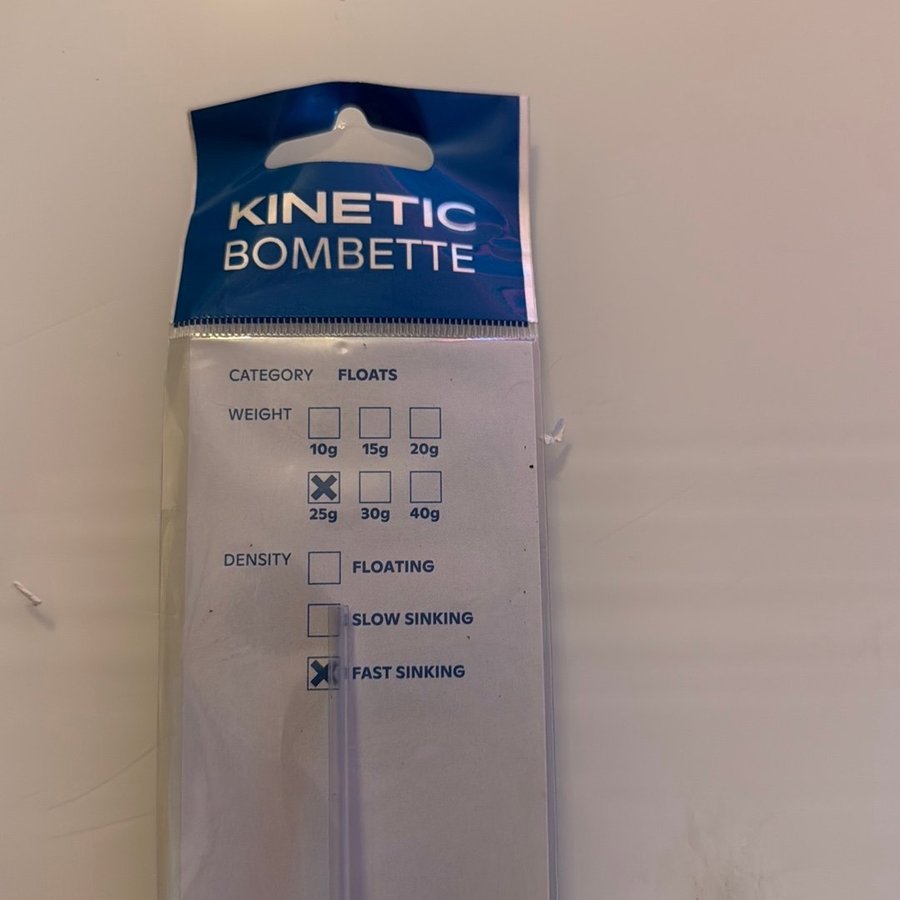 KINETIC
BOMBETTE
CATEGORY FLOATS
WEIGHT
10g 15g 20g
25g 30g 40g
DENSITY FLOATING
SLOW SINKING
FAST SINKING